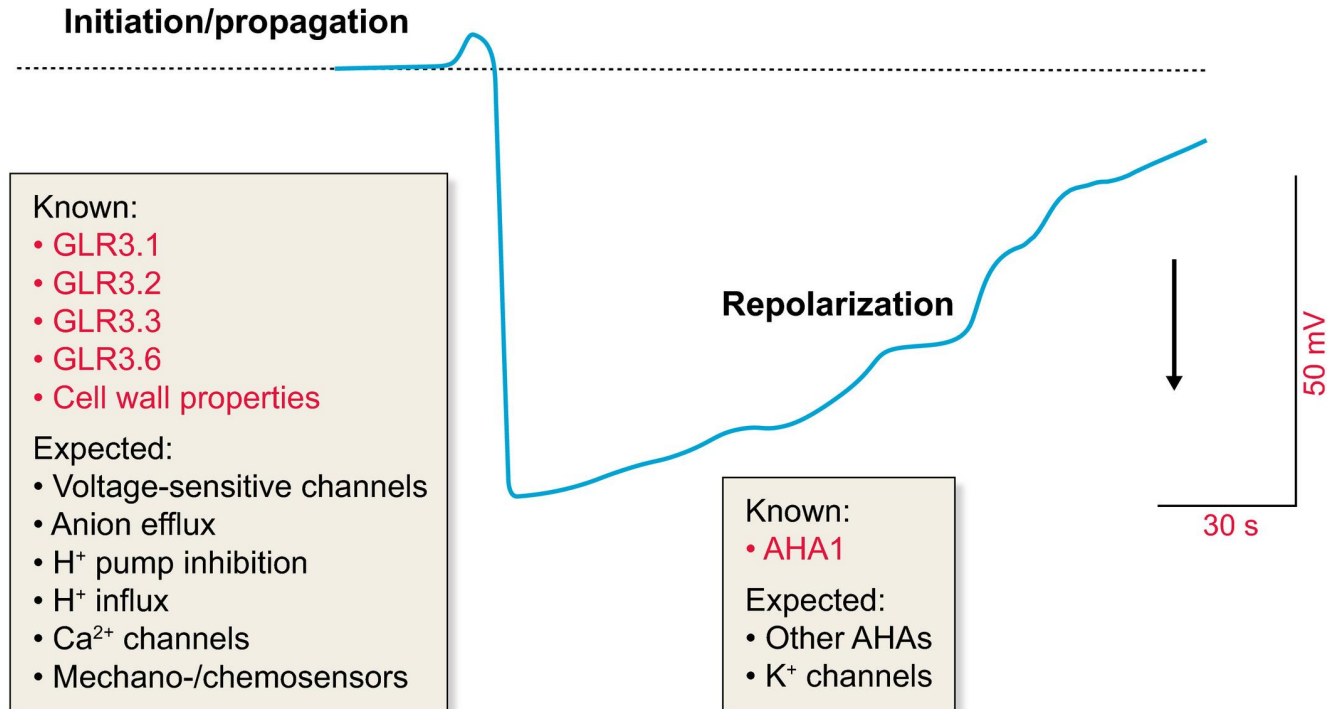 Initiation/propagation
Known:
• GLR3.1
• GLR3.2
• GLR3.3
• GLR3.6
• Cell wall properties
Expected:
• Voltage-sensitive channels
• Anion efflux
• H⁺ pump inhibition
• H⁺ influx
• Ca²⁺ channels
• Mechano-/chemosensors
Repolarization
Known:
• AHA1
Expected:
• Other AHAs
• K⁺ channels
50 mV
30 s